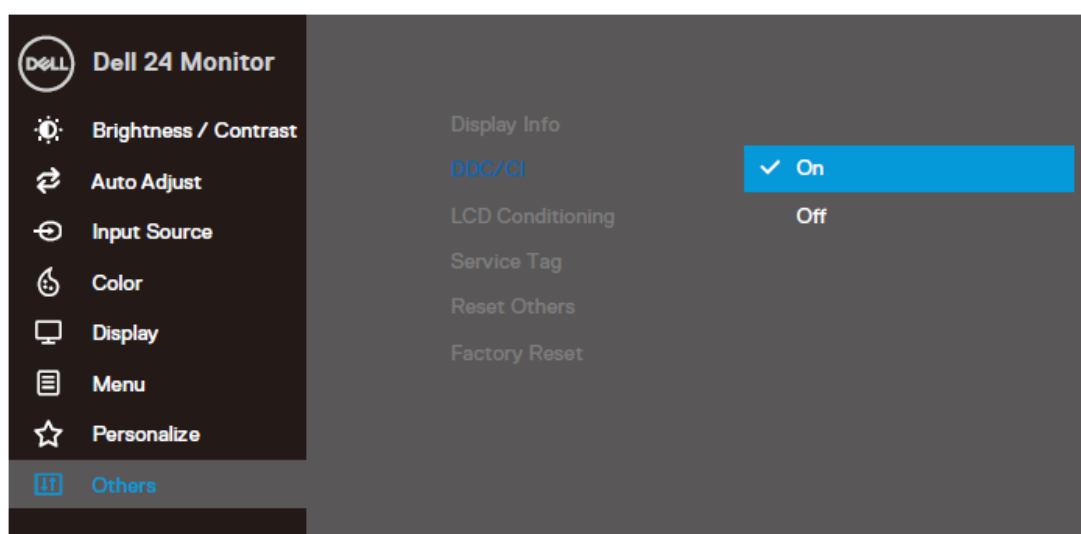 DELL
Dell 24 Monitor
Brightness / Contrast
Auto Adjust
Input Source
Color
Display
Menu
Personalize
Others
Display Info
DDC/CI
LCD Conditioning
Service Tag
Reset Others
Factory Reset
On
Off